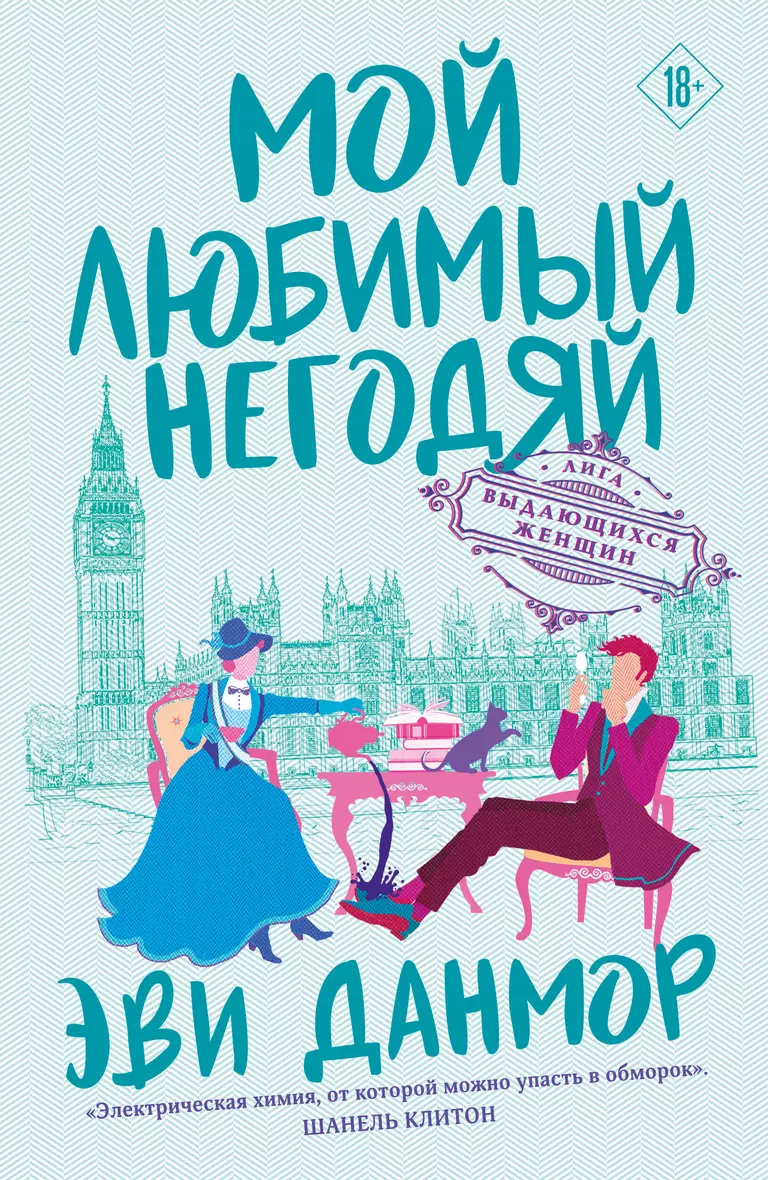 18+
МОЙ
ЛЮБИМЫЙ
НЕГОДЯЙ
ЛИГА
ВЫДАЮЩИХСЯ
ЖЕНЩИН
ЭВИ ДАНМОР
«Электрическая химия, от которой можно упасть в обморок».
ШАНЕЛЬ КЛИТОН